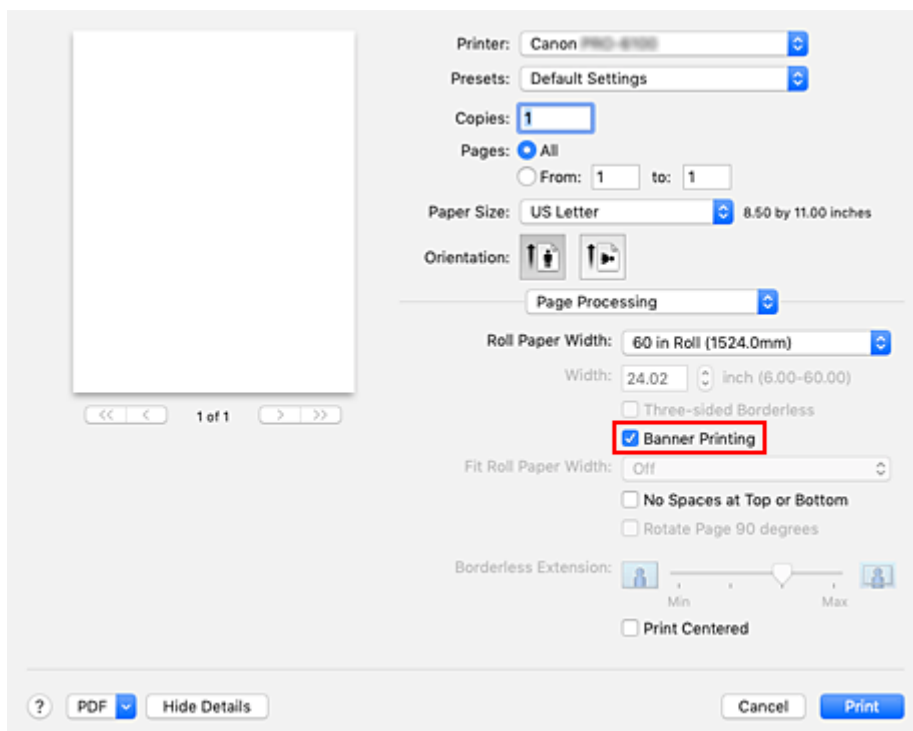 Printer: Canon
Presets: Default Settings
Copies: 1
Pages: All
From: 1 to: 1
Paper Size: US Letter 8.50 by 11.00 inches
Orientation:
Page Processing
Roll Paper Width: 60 in Roll (1524.0mm)
Width: 24.02 inch (6.00-60.00)
Three-sided Borderless
1 of 1
Banner Printing
Fit Roll Paper Width: Off
No Spaces at Top or Bottom
Rotate Page 90 degrees
Borderless Extension:
Min Max
Print Centered
? PDF Hide Details Cancel Print